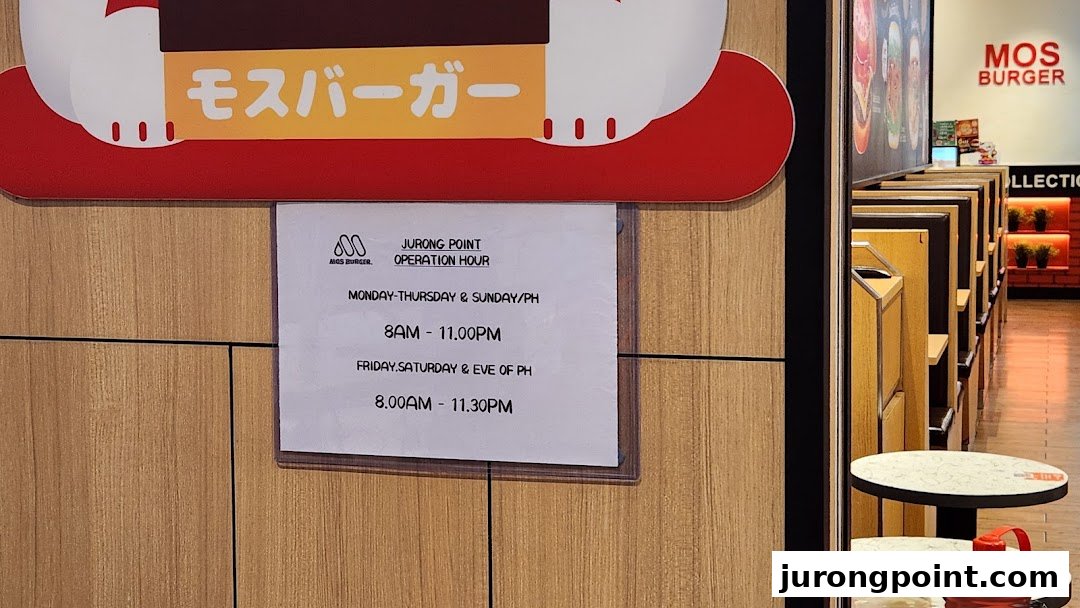 モスバーガー
MOS BURGER.
JURONG POINT
OPERATION HOUR
MONDAY-THURSDAY & SUNDAY/PH
8AM - 11.00PM
FRIDAY.SATURDAY & EVE OF PH
8.00AM - 11.30PM
MOS
BURGER
jurongpoint.com